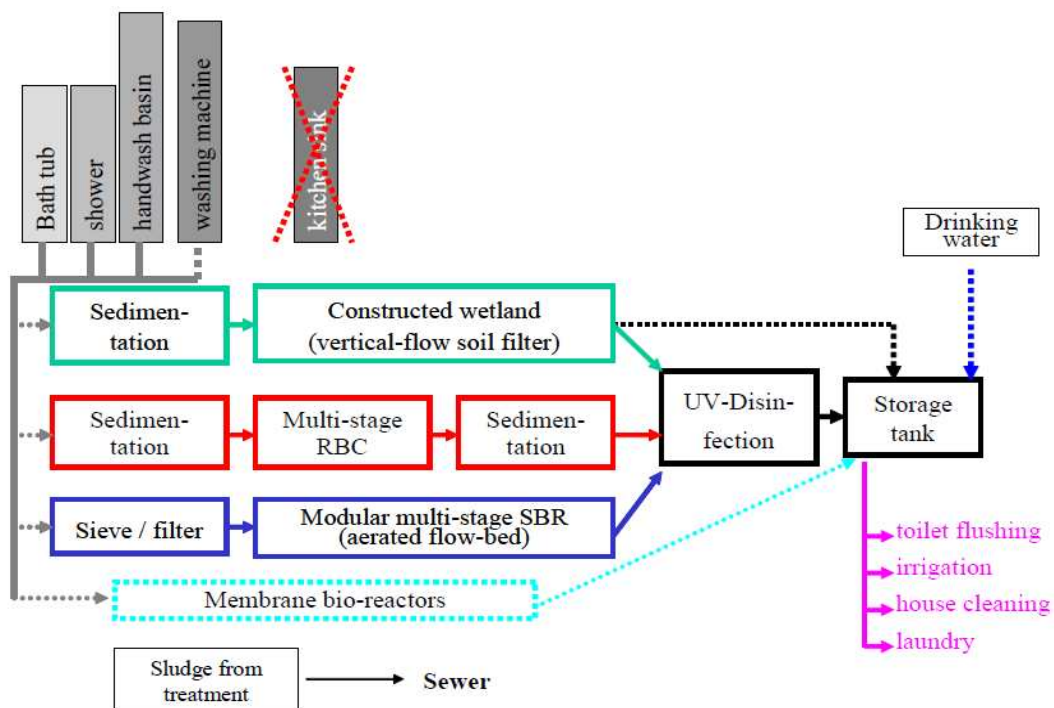 Bath tub
shower
handwash basin
washing machine
kitchen sink
Drinking
water
Sedimen-
tation
Constructed wetland
(vertical-flow soil filter)
Sedimen-
tation
Multi-stage
RBC
Sedimen-
tation
UV-Disin-
fection
Storage
tank
Sieve / filter
Modular multi-stage SBR
(aerated flow-bed)
Membrane bio-reactors
toilet flushing
irrigation
house cleaning
laundry
Sludge from
treatment
Sewer